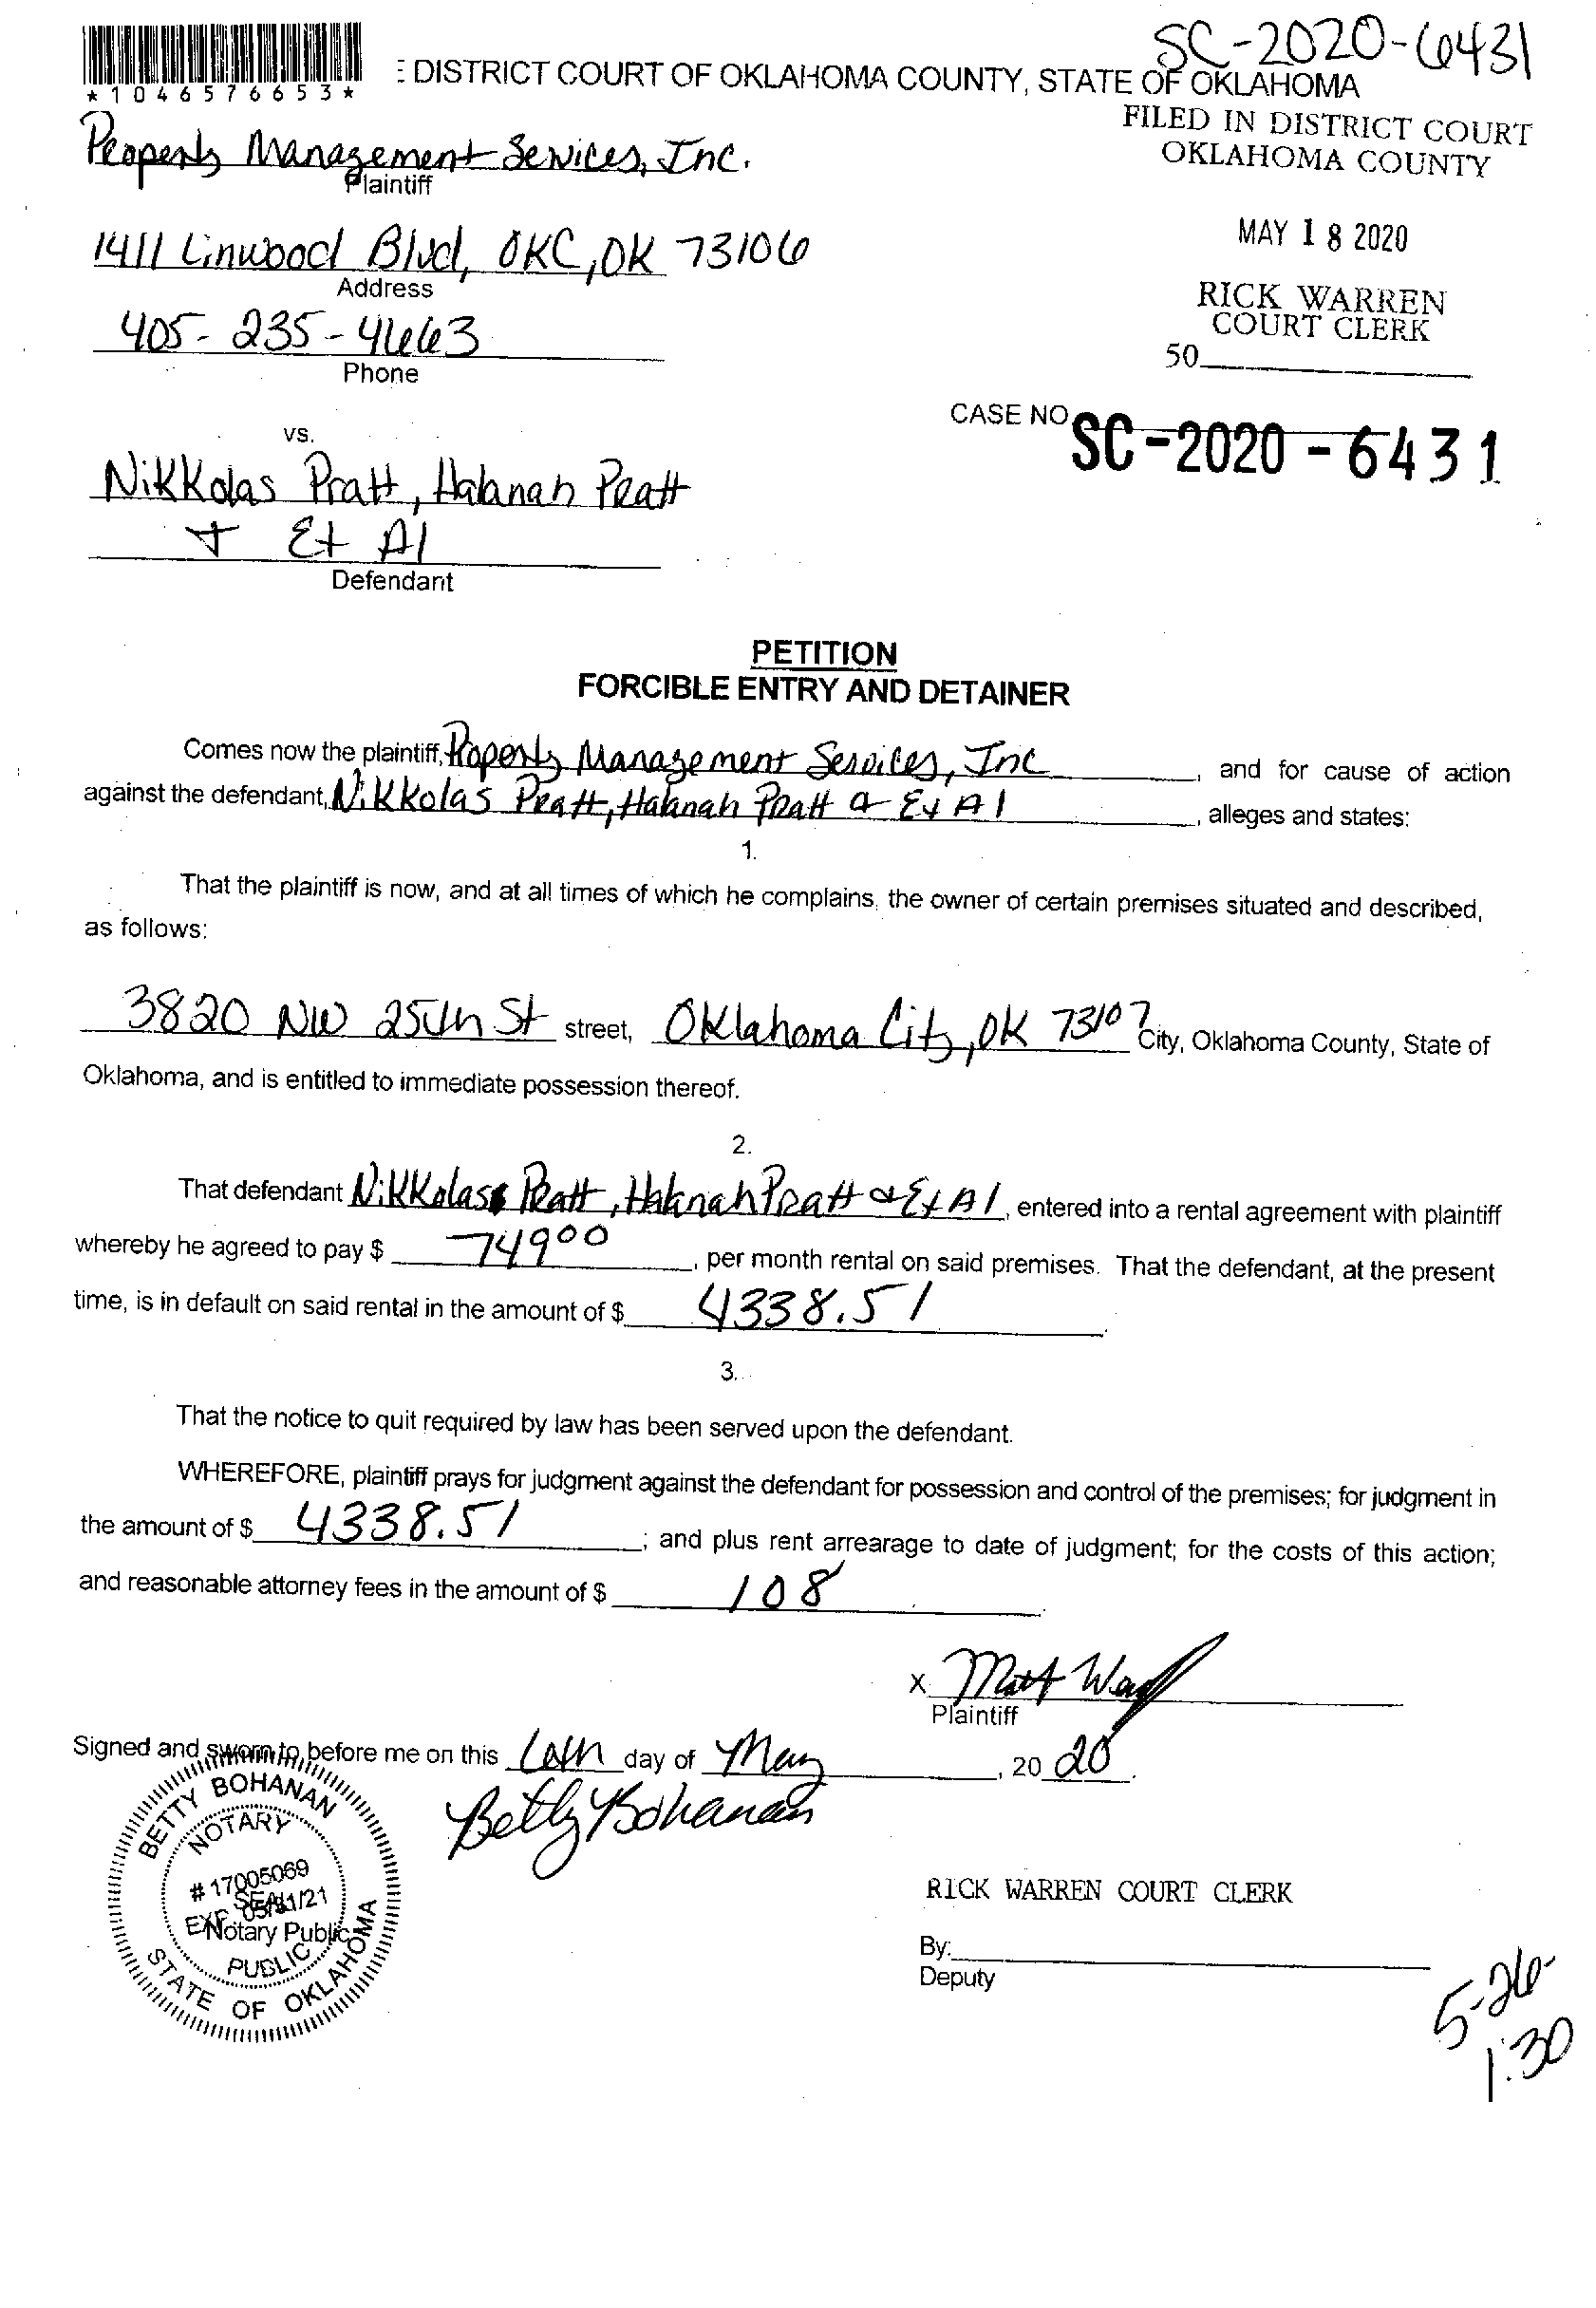 SC-2020-6431
DISTRICT COURT OF OKLAHOMA COUNTY, STATE OF OKLAHOMA
*1046576653*
FILED IN DISTRICT COURT
OKLAHOMA COUNTY
Property Management Services, Inc.
Plaintiff
MAY 18 2020
1411 Linwood Blvd, OKC, OK 73106
Address
RICK WARREN
COURT CLERK
405-235-4663
50
Phone
CASE NO. SC-2020-6431
vs.
Nikkolas Pratt, Halanah Pratt
+ Et Al
Defendant
PETITION
FORCIBLE ENTRY AND DETAINER
Comes now the plaintiff, Property Management Services, Inc, and for cause of action
against the defendant, Nikkolas Pratt, Halanah Pratt & Et Al, alleges and states:
1.
That the plaintiff is now, and at all times of which he complains, the owner of certain premises situated and described,
as follows:
3820 NW 25th St street, Oklahoma City, OK 73107 City, Oklahoma County, State of
Oklahoma, and is entitled to immediate possession thereof.
2.
That defendant Nikkolas Pratt, Halanah Pratt & Et Al, entered into a rental agreement with plaintiff
whereby he agreed to pay $ 749 00, per month rental on said premises. That the defendant, at the present
time, is in default on said rental in the amount of $ 4338.51.
3.
That the notice to quit required by law has been served upon the defendant.
WHEREFORE, plaintiff prays for judgment against the defendant for possession and control of the premises; for judgment in
the amount of $ 4338.51; and plus rent arrearage to date of judgment; for the costs of this action;
and reasonable attorney fees in the amount of $ 108.
X Matt
Plaintiff
Signed and sworn to before me on this day of May, 2020.
Betty Bohanan
BETTY BOHANAN
NOTARY
# 17005069
SEAL
EXP.
Notary Public
PUBLIC
STATE OF OKLAHOMA
RICK WARREN COURT CLERK
By:
Deputy
5-26-
1:30